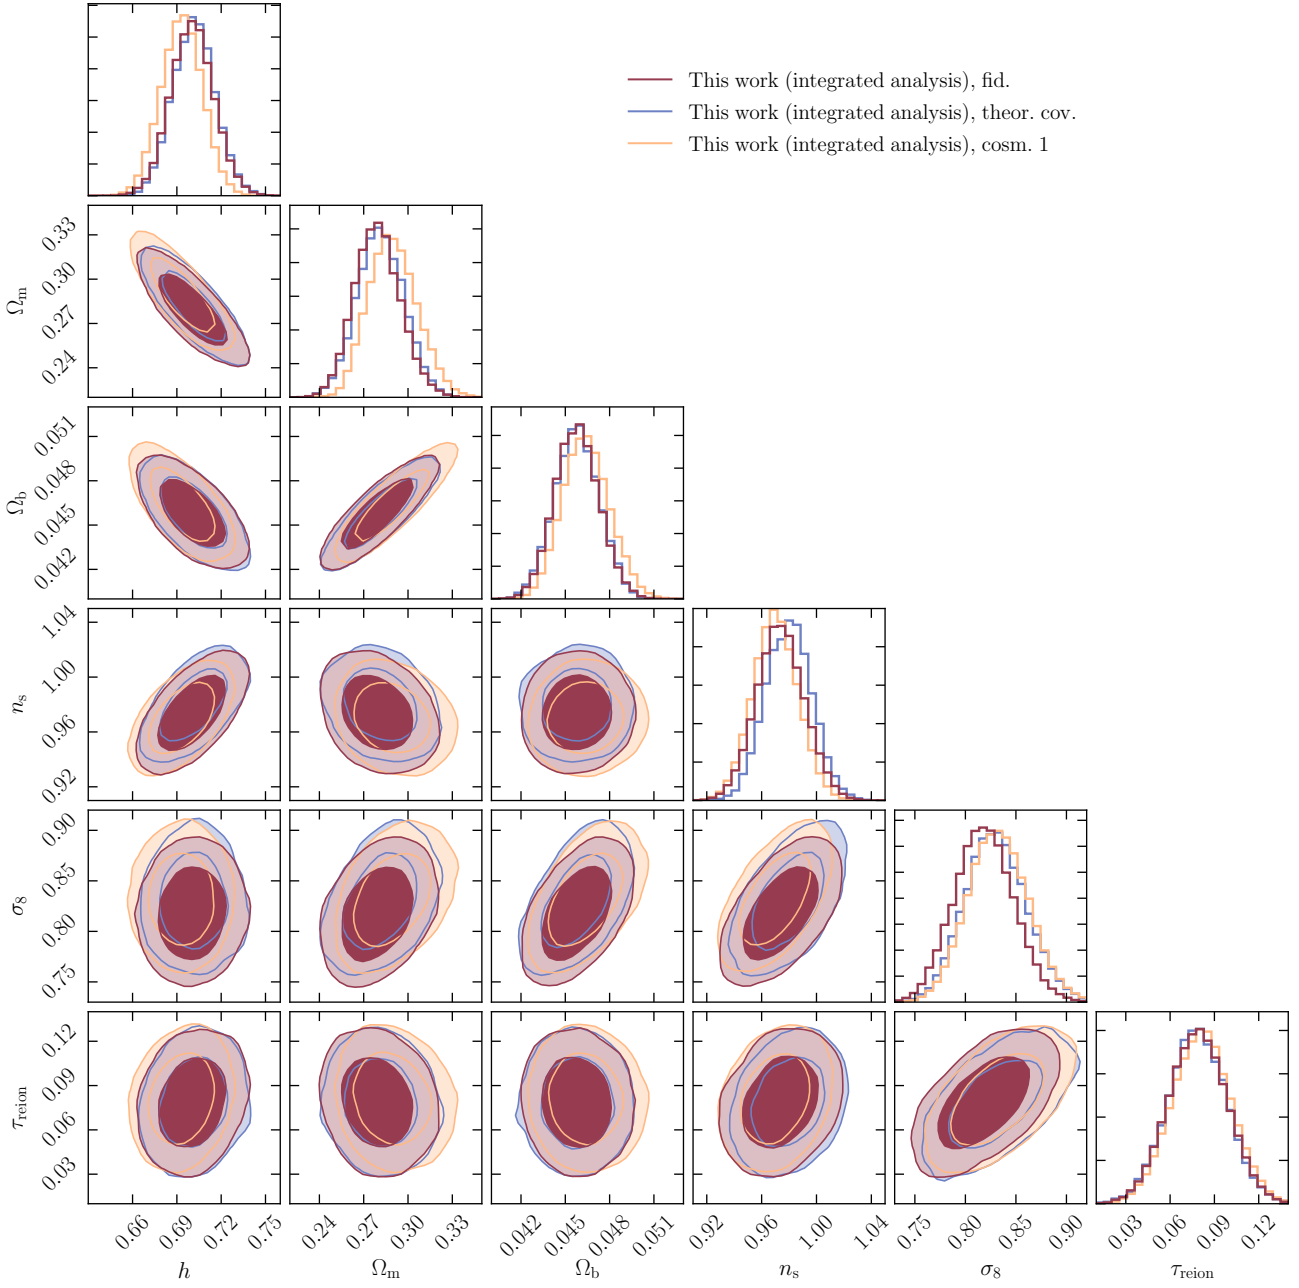 This work (integrated analysis), fid.
This work (integrated analysis), theor. cov.
This work (integrated analysis), cosm. 1
0.33
0.30
0.27
0.24
Ωm
0.051
0.048
0.045
0.042
Ωb
1.04
1.00
0.96
0.92
ns
0.90
0.85
0.80
0.75
σ8
0.12
0.09
0.06
0.03
τreion
0.66 0.69 0.72 0.75 0.24 0.27 0.30 0.33 0.042 0.045 0.048 0.051 0.92 0.96 1.00 1.04 0.75 0.80 0.85 0.90 0.03 0.06 0.09 0.12
h Ωm Ωb ns σ8 τreion